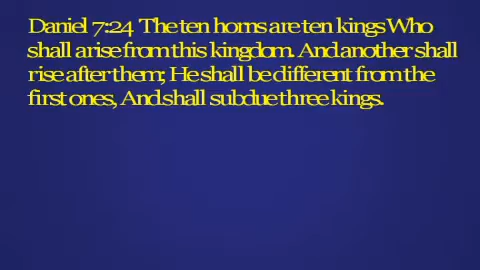 Daniel 7:24 The ten horns are ten kings Who
shall arise from this kingdom. And another shall
rise after them; He shall be different from the
first ones, And shall subdue three kings.